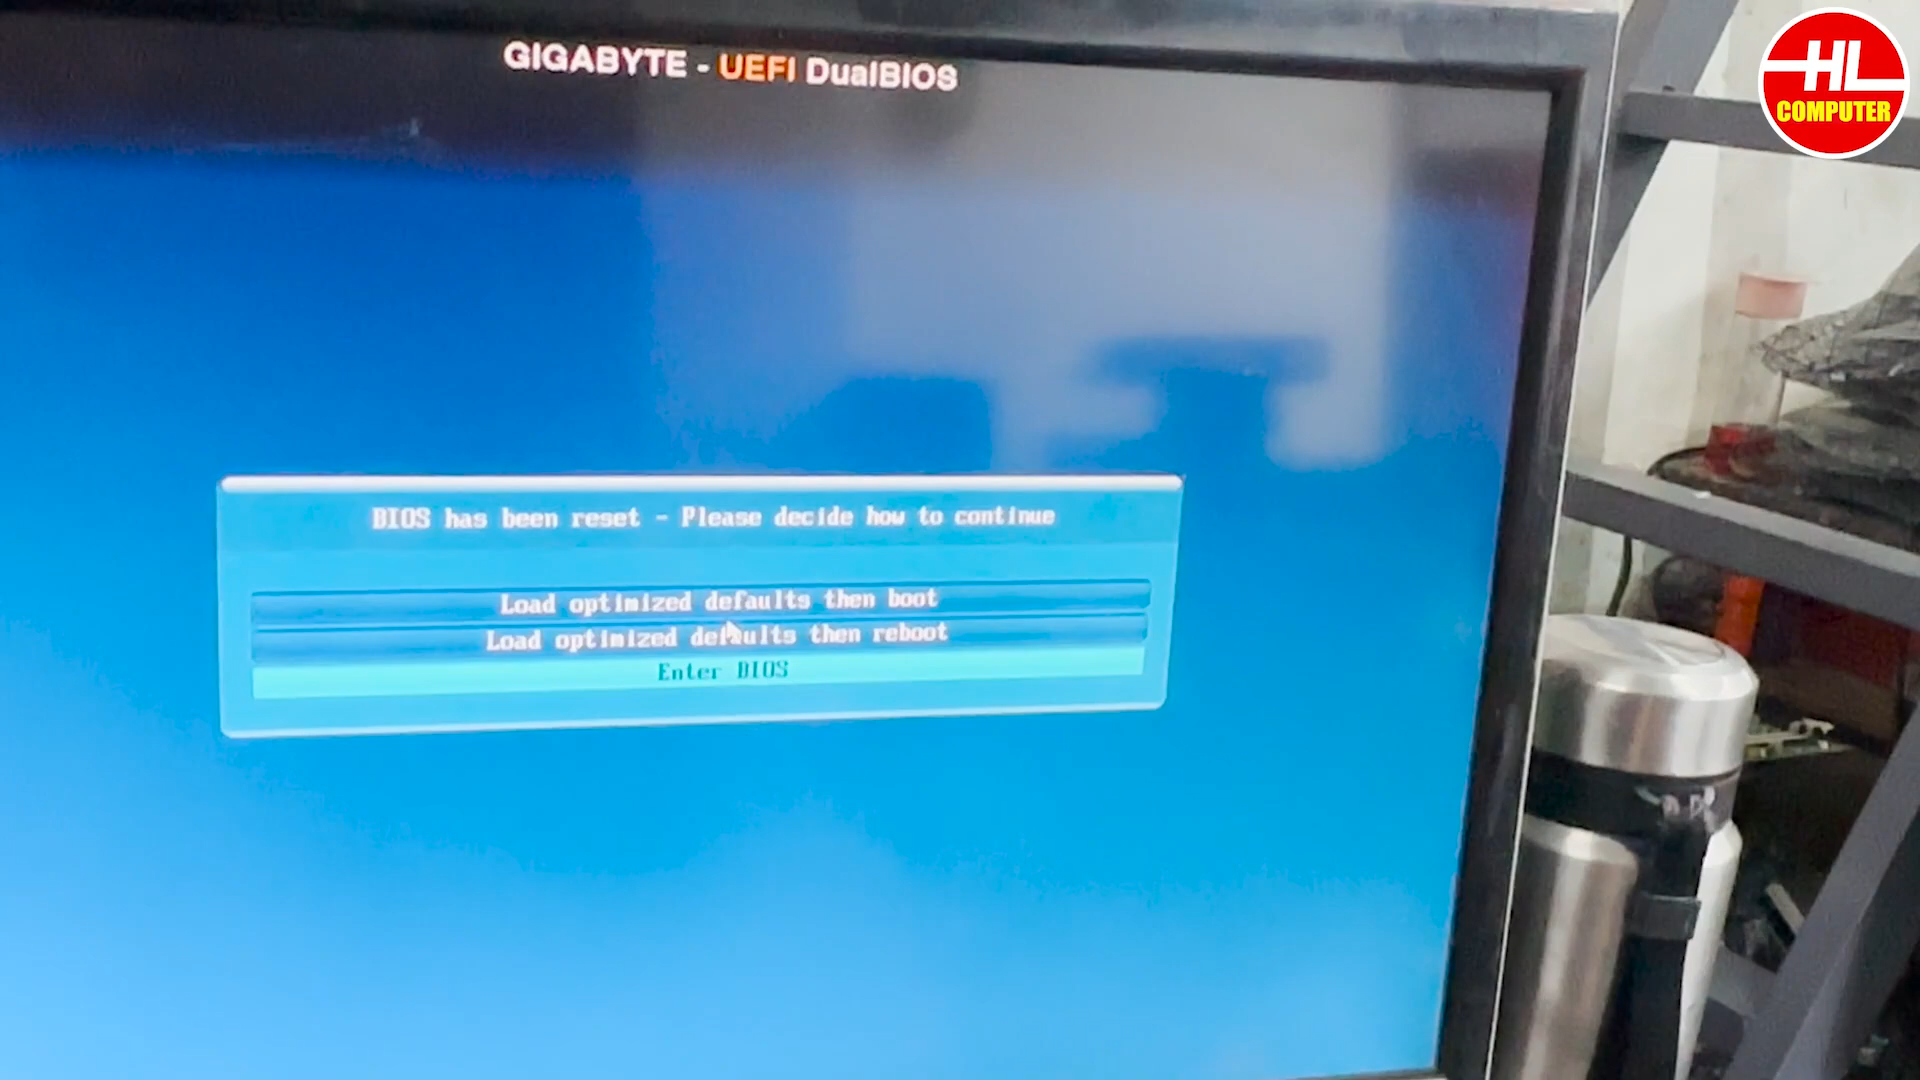 GIGABYTE - UEFI DualBIOS
HL
COMPUTER
BIOS has been reset - Please decide how to continue
Load optimized defaults then boot
Load optimized defaults then reboot
Enter BIOS